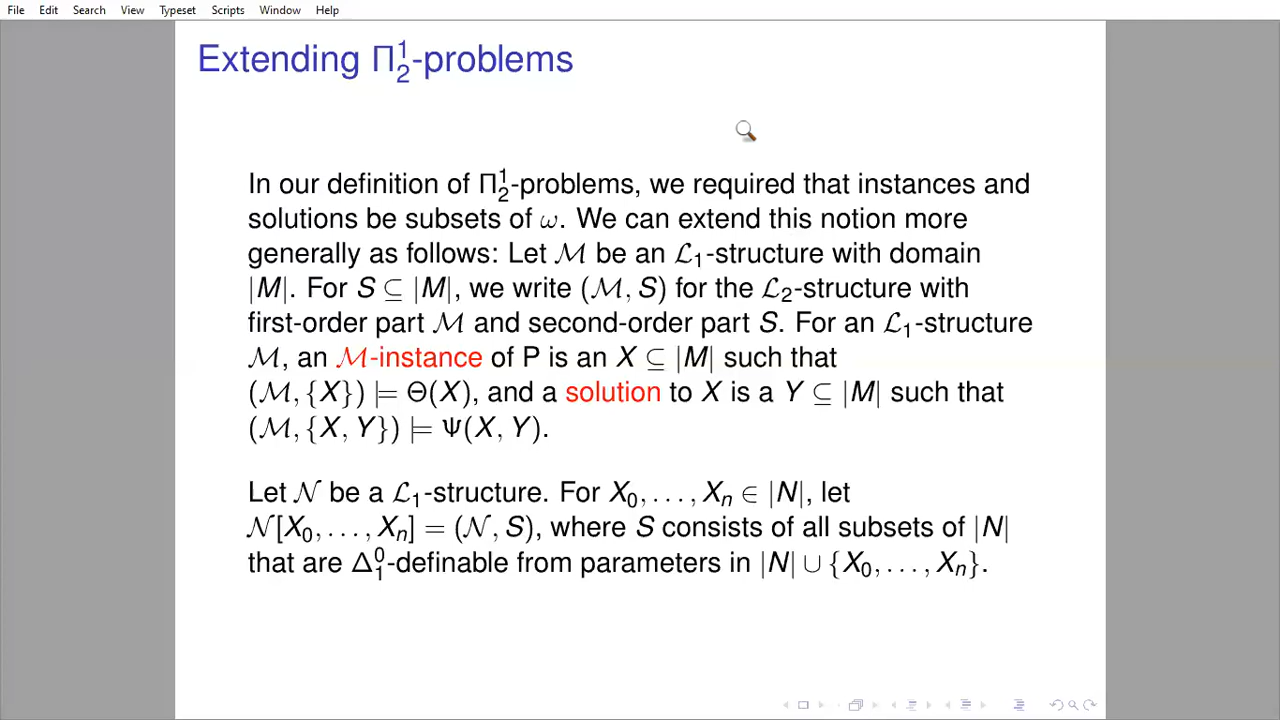 File Edit Search View Typeset Scripts Window Help
Extending Π¹₂-problems
In our definition of Π¹₂-problems, we required that instances and
solutions be subsets of ω. We can extend this notion more
generally as follows: Let ℳ be an ℒ₁-structure with domain
|M|. For S ⊆ |M|, we write (ℳ, S) for the ℒ₂-structure with
first-order part ℳ and second-order part S. For an ℒ₁-structure
ℳ, an ℳ-instance of P is an X ⊆ |M| such that
(ℳ, {X}) ⊨ Θ(X), and a solution to X is a Y ⊆ |M| such that
(ℳ, {X, Y}) ⊨ Ψ(X, Y).
Let 𝒩 be a ℒ₁-structure. For X₀, . . . , Xₙ ∈ |N|, let
𝒩[X₀, . . . , Xₙ] = (𝒩, S), where S consists of all subsets of |N|
that are Δ⁰₁-definable from parameters in |N| ∪ {X₀, . . . , Xₙ}.